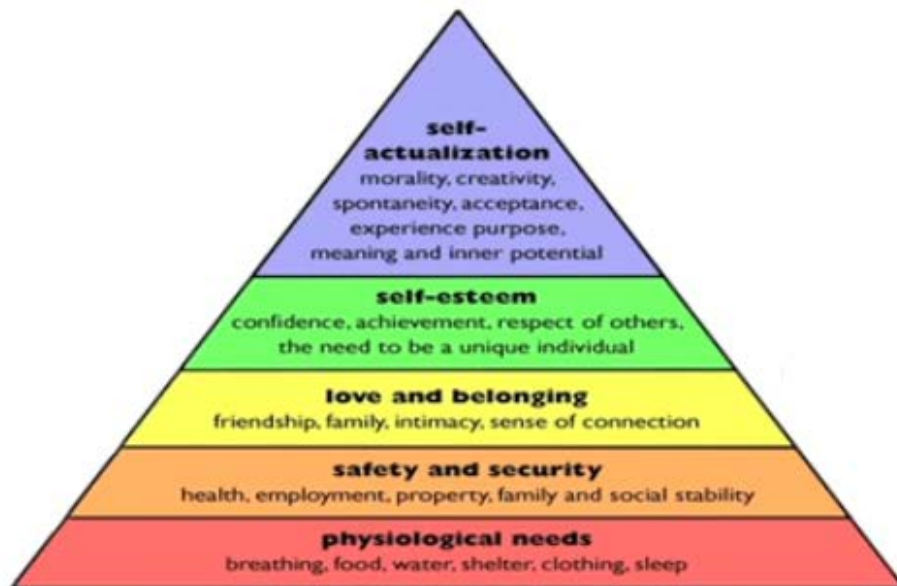 self-
actualization
morality, creativity,
spontaneity, acceptance,
experience purpose,
meaning and inner potential
self-esteem
confidence, achievement, respect of others,
the need to be a unique individual
love and belonging
friendship, family, intimacy, sense of connection
safety and security
health, employment, property, family and social stability
physiological needs
breathing, food, water, shelter, clothing, sleep